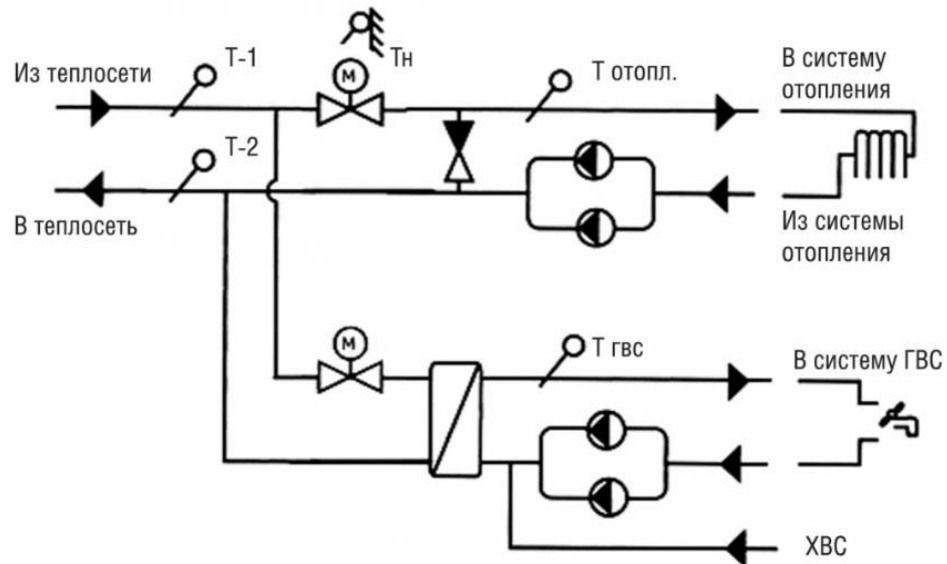 Из теплосети
Т-1
М
Тн
Т отопл.
В систему
отопления
Т-2
В теплосеть
Из системы
отопления
М
Т гвс
В систему ГВС
ХВС